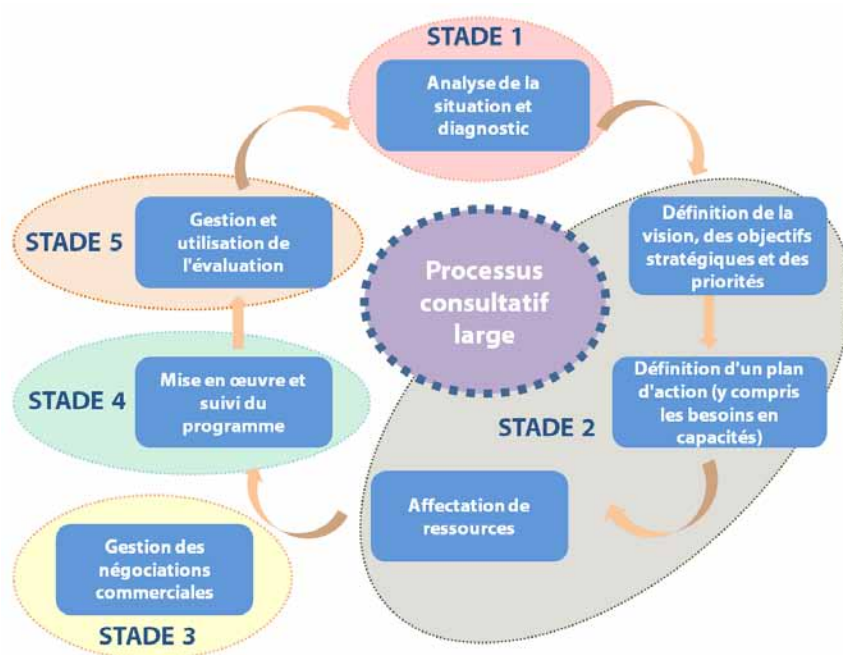 STADE 1
Analyse de la
situation et
diagnostic
Définition de la
vision, des objectifs
stratégiques et des
priorités
Définition d'un plan
d'action (y compris
les besoins en
capacités)
STADE 2
Affectation de
ressources
Processus
consultatif
large
Gestion des
négociations
commerciales
STADE 3
STADE 4
Mise en œuvre et
suivi du
programme
STADE 5
Gestion et
utilisation de
l'évaluation